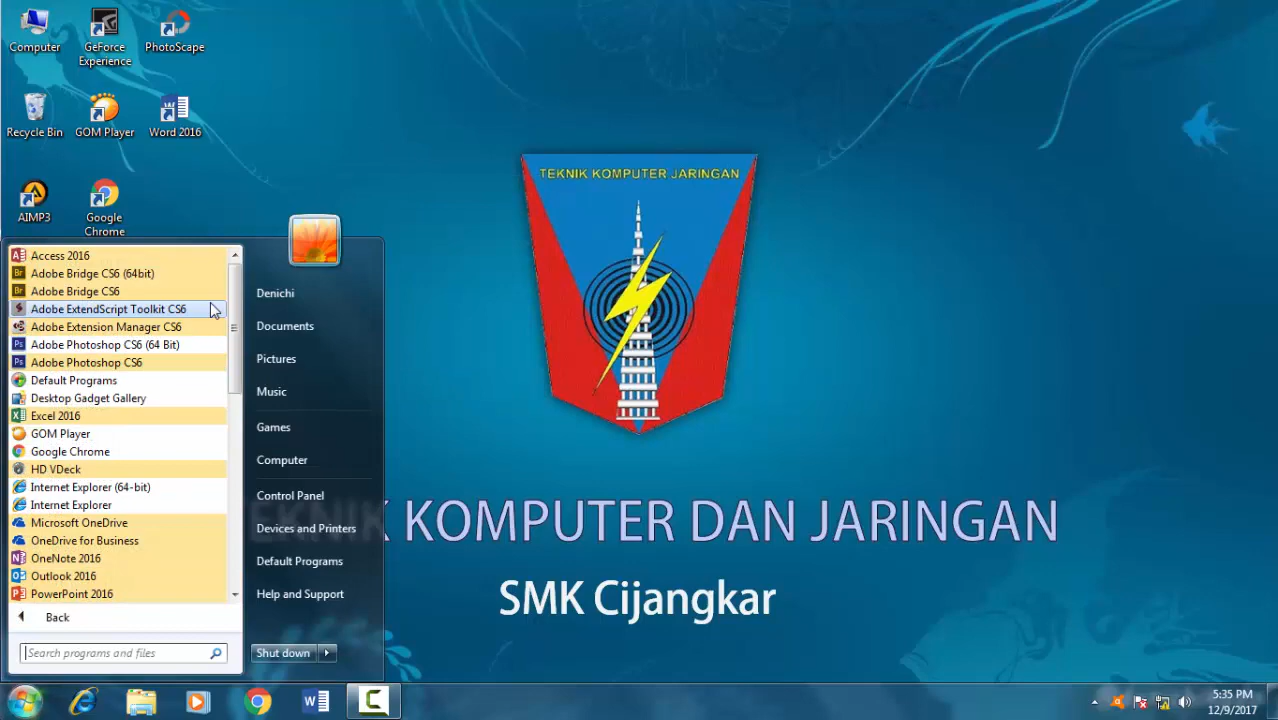 Computer
GeForce
Experience
PhotoScape
Recycle Bin
GOM Player
Word 2016
AIMP3
Google
Chrome
TEKNIK KOMPUTER JARINGAN
Access 2016
Adobe Bridge CS6 (64bit)
Adobe Bridge CS6
Adobe ExtendScript Toolkit CS6
Adobe Extension Manager CS6
Adobe Photoshop CS6 (64 Bit)
Adobe Photoshop CS6
Default Programs
Desktop Gadget Gallery
Excel 2016
GOM Player
Google Chrome
HD VDeck
Internet Explorer (64-bit)
Internet Explorer
Microsoft OneDrive
OneDrive for Business
OneNote 2016
Outlook 2016
PowerPoint 2016
Back
Search programs and files
Denichi
Documents
Pictures
Music
Games
Computer
Control Panel
Devices and Printers
Default Programs
Help and Support
Shut down
TEKNIK KOMPUTER DAN JARINGAN
SMK Cijangkar
5:35 PM
12/9/2017